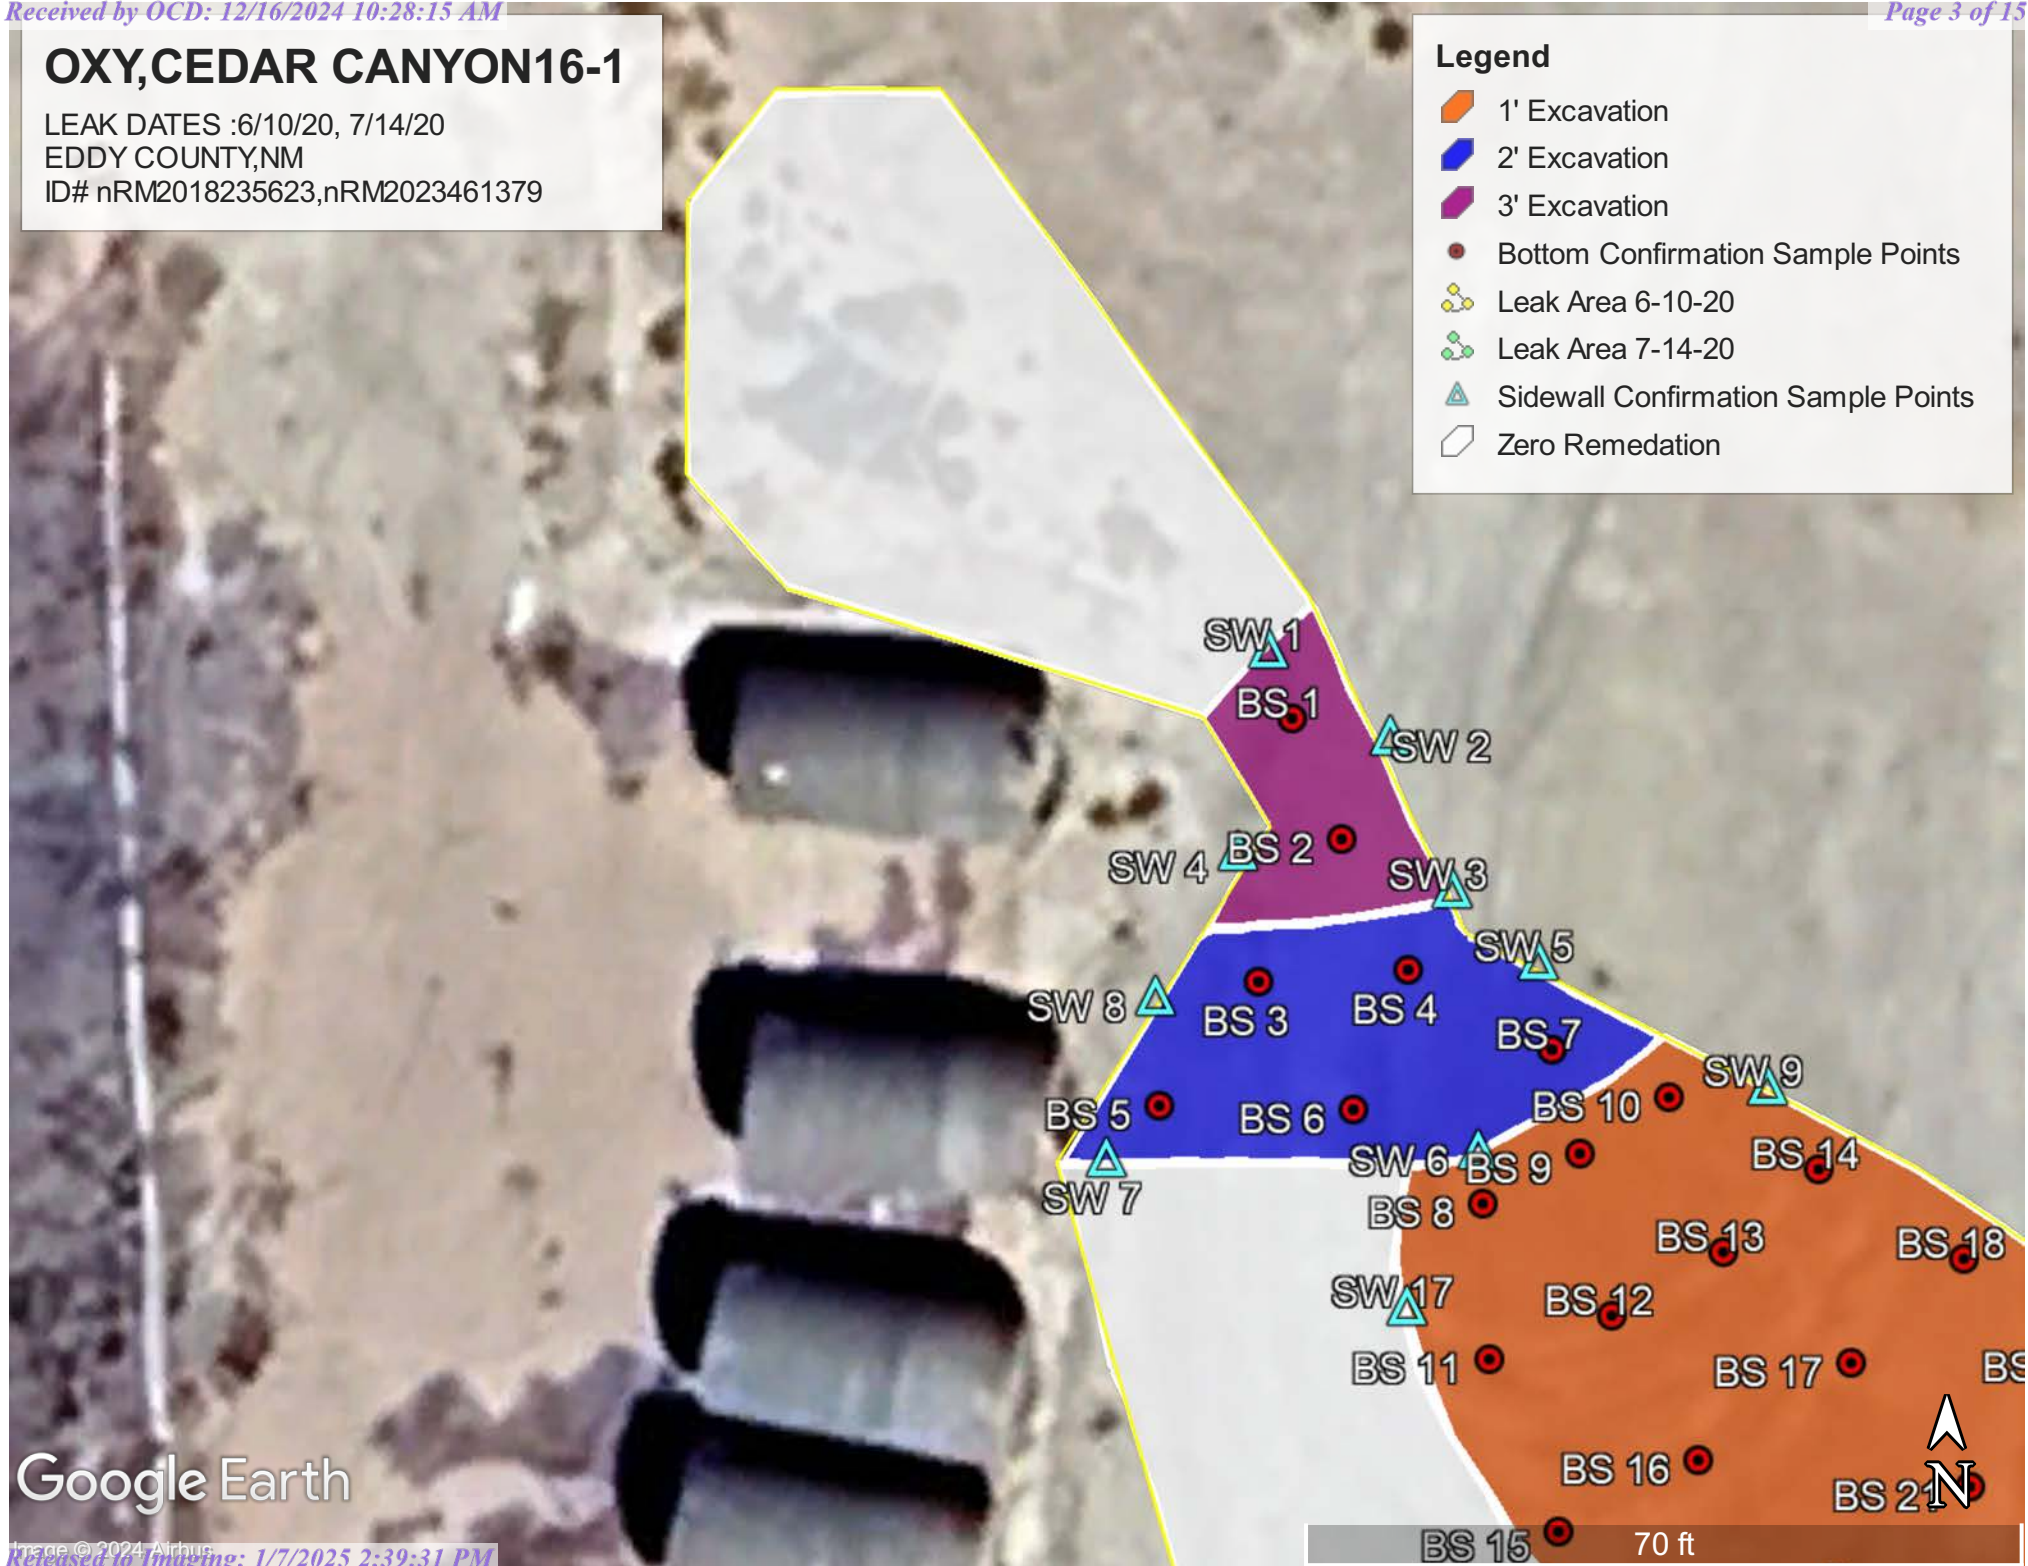 Received by OCD: 12/16/2024 10:28:15 AM
Page 3 of 15
OXY,CEDAR CANYON16-1
LEAK DATES :6/10/20, 7/14/20
EDDY COUNTY,NM
ID# nRM2018235623,nRM2023461379
Legend
1' Excavation
2' Excavation
3' Excavation
Bottom Confirmation Sample Points
Leak Area 6-10-20
Leak Area 7-14-20
Sidewall Confirmation Sample Points
Zero Remedation
SW 1
BS 1
SW 2
BS 2
SW 4
SW 3
SW 5
SW 8
BS 3
BS 4
BS 7
SW 9
BS 5
BS 6
BS 10
SW 6
BS 9
BS 14
SW 7
BS 8
BS 13
BS 18
SW 17
BS 12
BS 11
BS 17
BS
BS 16
BS 21
N
BS 15
70 ft
Google Earth
Image © 2024 Airbus
Released to Imaging: 1/7/2025 2:39:31 PM